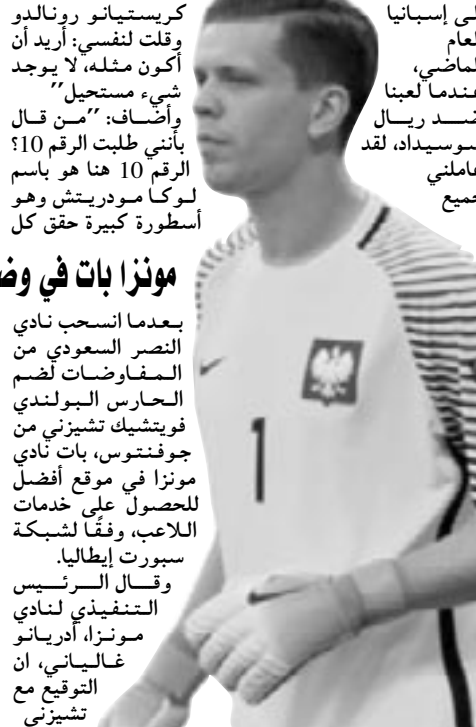 لى إسبانيا
لعام
لماضي،
عندما لعبنا
ضد ريال
سوسيداد، لقد
عاملني
جميع
كريستيانو رونالدو
وقلت لنفسي: أريد أن
أكون مثله، لا يوجد
شيء مستحيل"
وأضاف: "من قال
بأنني طلبت الرقم 10؟
الرقم 10 هنا هو باسم
لوكا مودريتش وهو
أسطورة كبيرة حقق كل
مونزا بات في وض
بعدما انسحب نادي
النصر السعودي من
المفاوضات لضم
الحارس البولندي
فويتشيك تشيزني من
جوفنتوس، بات نادي
مونزا في موقع أفضل
للحصول على خدمات
اللاعب، وفقًا لشبكة
سبورت إيطاليا.
وقال الرئيس
التنفيذي لنادي
مونزا، أدريانو
غالياني، ان
التوقيع مع
تشيزني
1